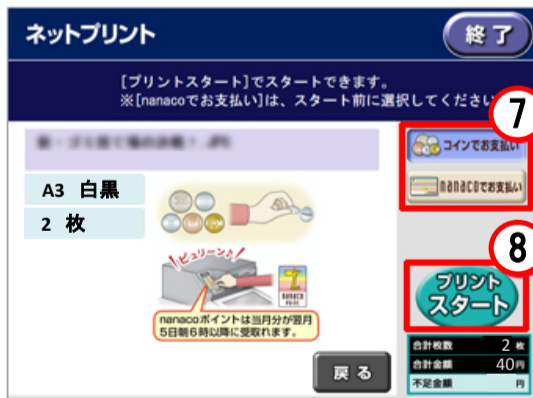 ネットプリント
終了
[プリントスタート]でスタートできます。
※[nanacoでお支払い]は、スタート前に選択してください
7
コインでお支払い
nanacoでお支払い
A3 白黒
2 枚
ピュリーン♪
nanacoポイントは当月分が翌月
5日朝6時以降に受取れます。
8
プリント
スタート
戻る
合計枚数 2 枚
合計金額 40 円
不足金額 円